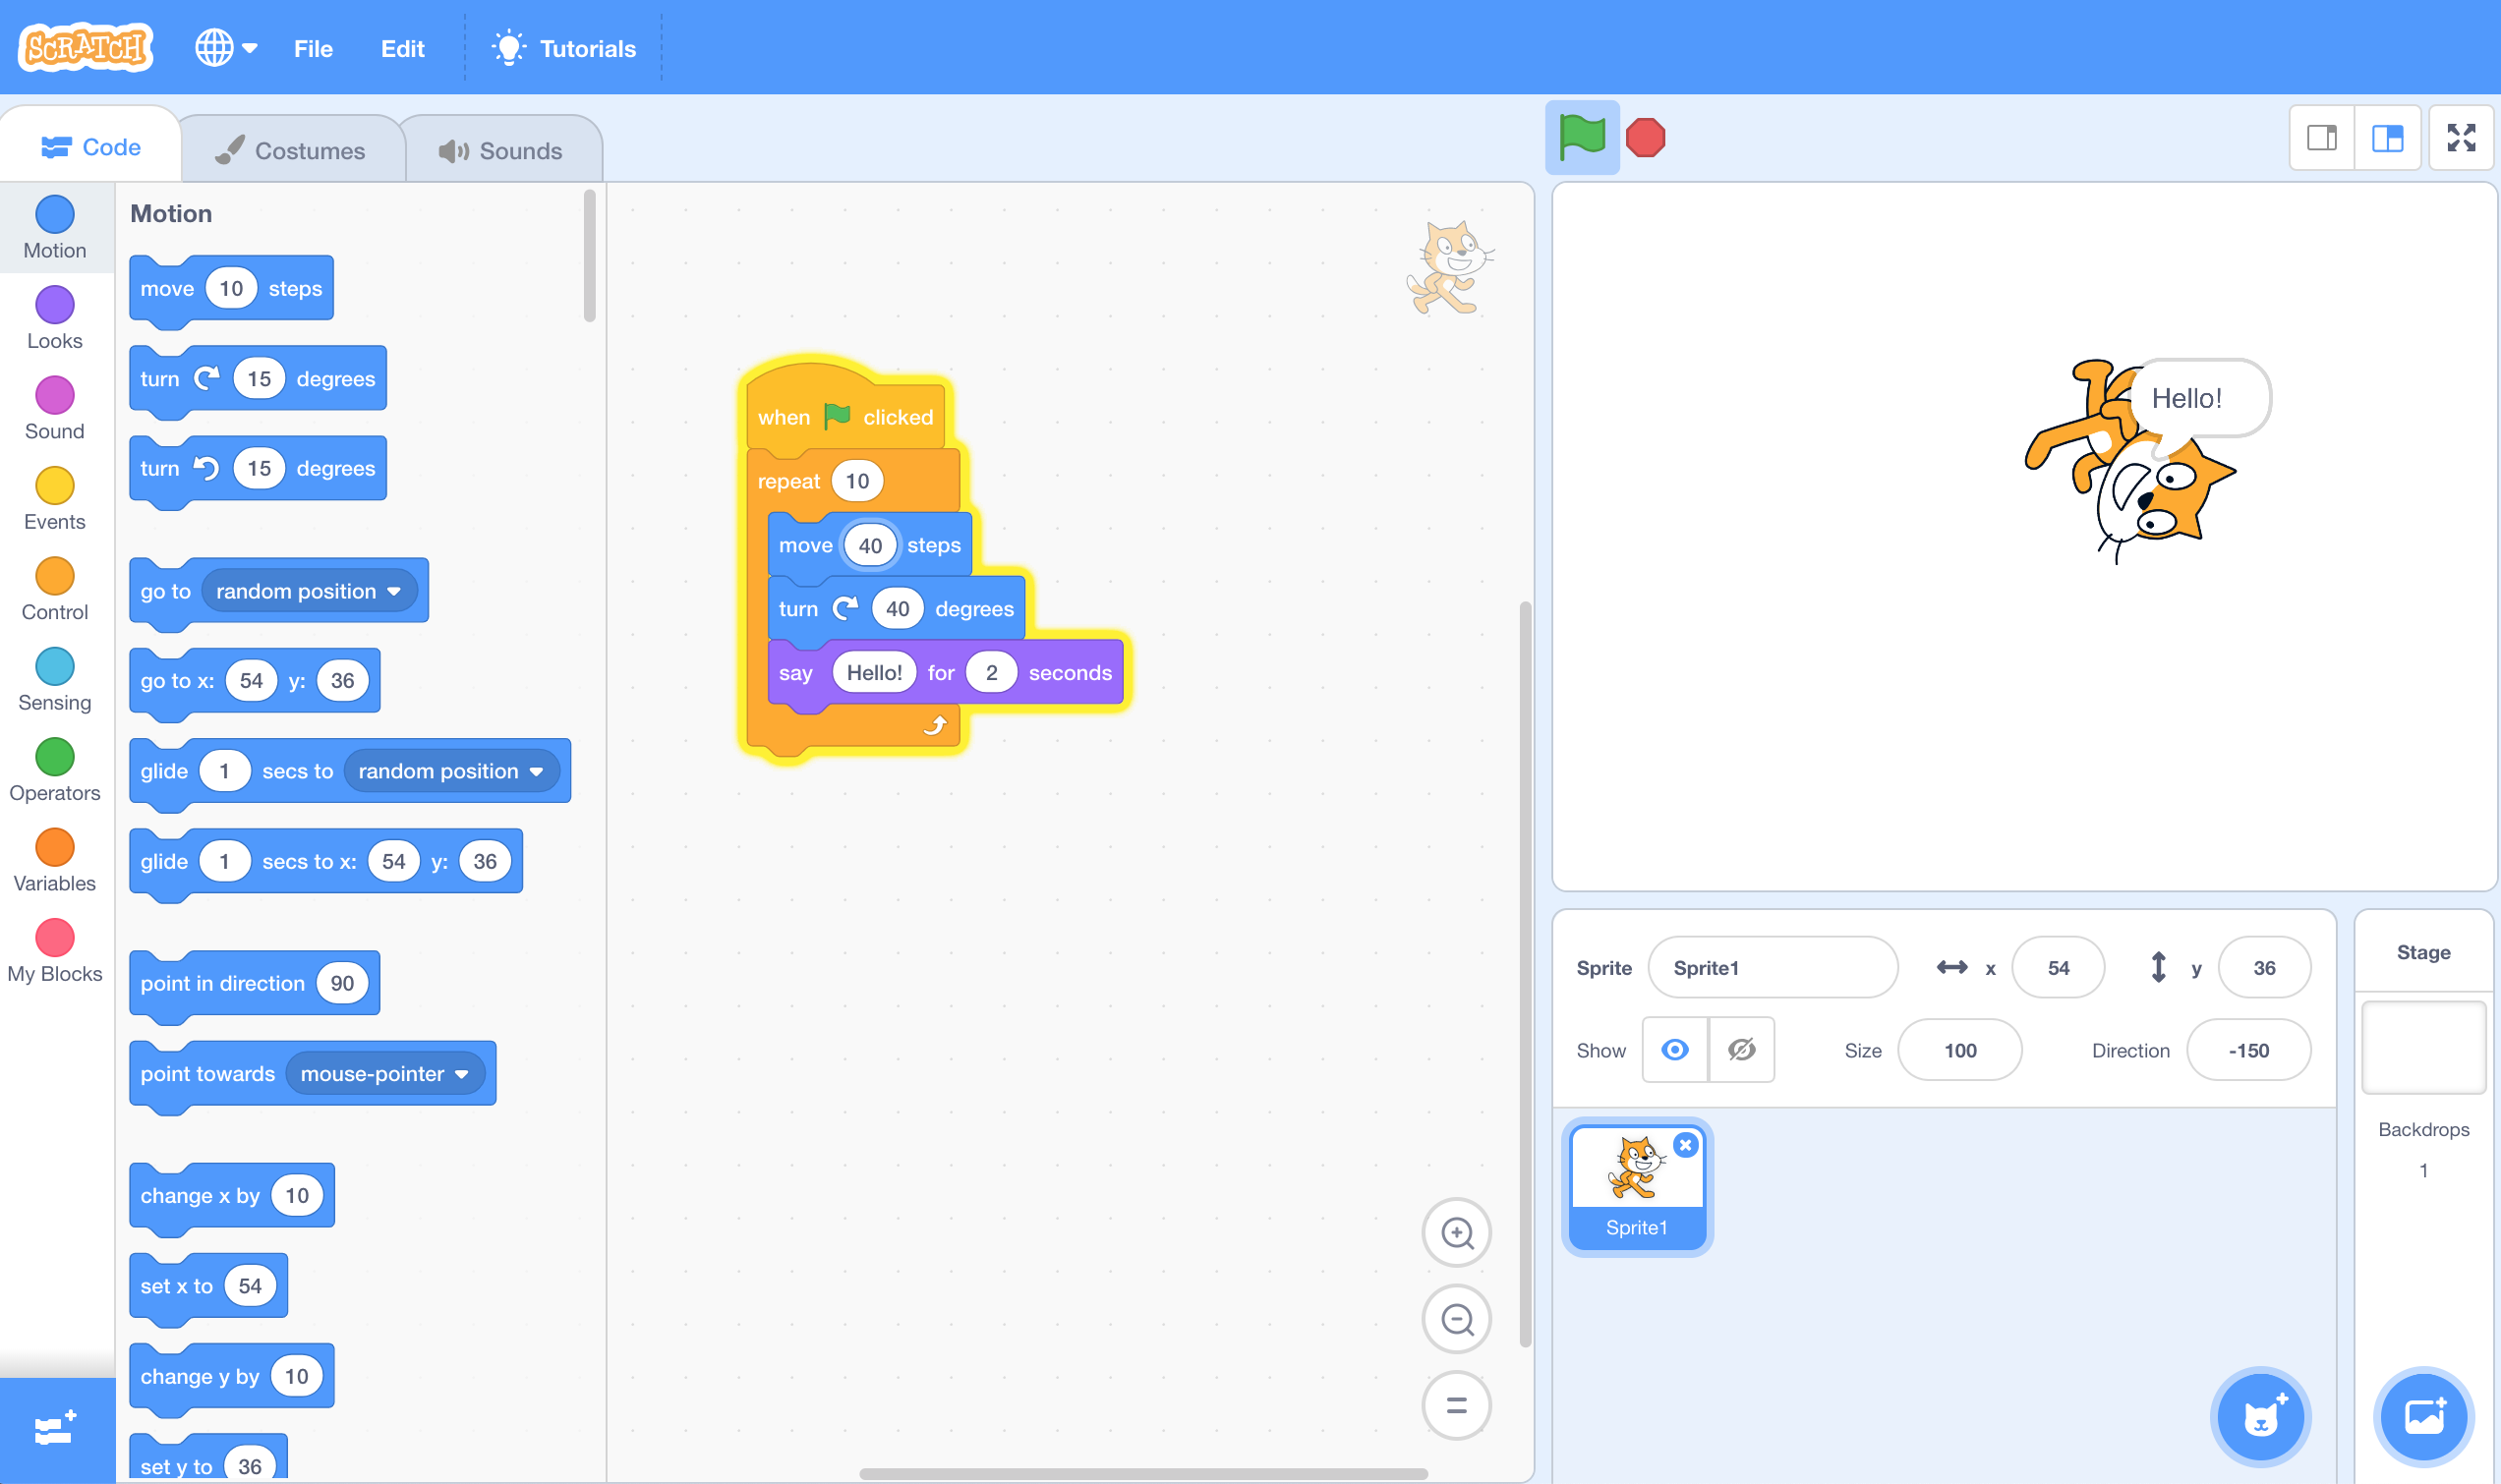 SCRATCH
File
Edit
Tutorials
Code
Costumes
Sounds
Motion
Looks
Sound
Events
Control
Sensing
Operators
Variables
My Blocks
Motion
move 10 steps
turn 15 degrees
turn 15 degrees
go to random position
go to x: 54 y: 36
glide 1 secs to random position
glide 1 secs to x: 54 y: 36
point in direction 90
point towards mouse-pointer
change x by 10
set x to 54
change y by 10
set y to 36
when clicked
repeat 10
move 40 steps
turn 40 degrees
say Hello! for 2 seconds
Hello!
Sprite Sprite1 x 54 y 36
Show Size 100 Direction -150
Sprite1
Stage
Backdrops
1